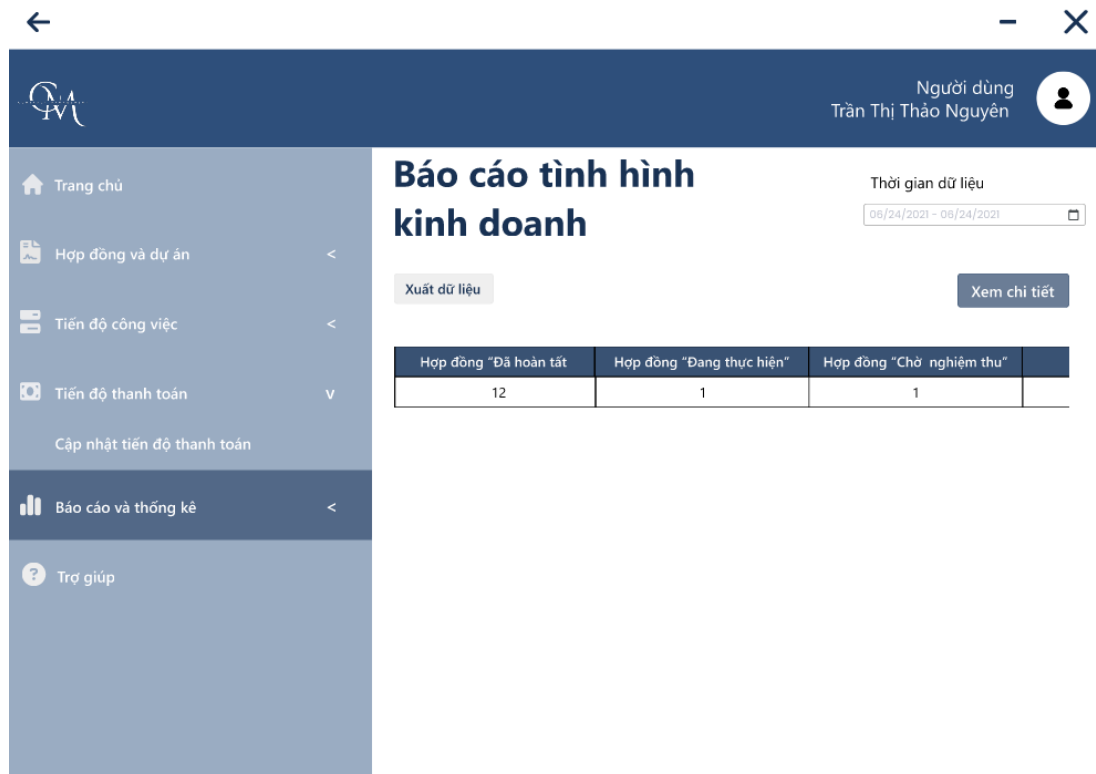 Người dùng
Trần Thị Thảo Nguyên
Trang chủ
Hợp đồng và dự án <
Tiến độ công việc <
Tiến độ thanh toán v
Cập nhật tiến độ thanh toán
Báo cáo và thống kê <
Trợ giúp
Báo cáo tình hình
kinh doanh
Thời gian dữ liệu
06/24/2021 - 06/24/2021
Xuất dữ liệu
Xem chi tiết
Hợp đồng “Đã hoàn tất Hợp đồng “Đang thực hiện” Hợp đồng “Chờ nghiệm thu”
12 1 1